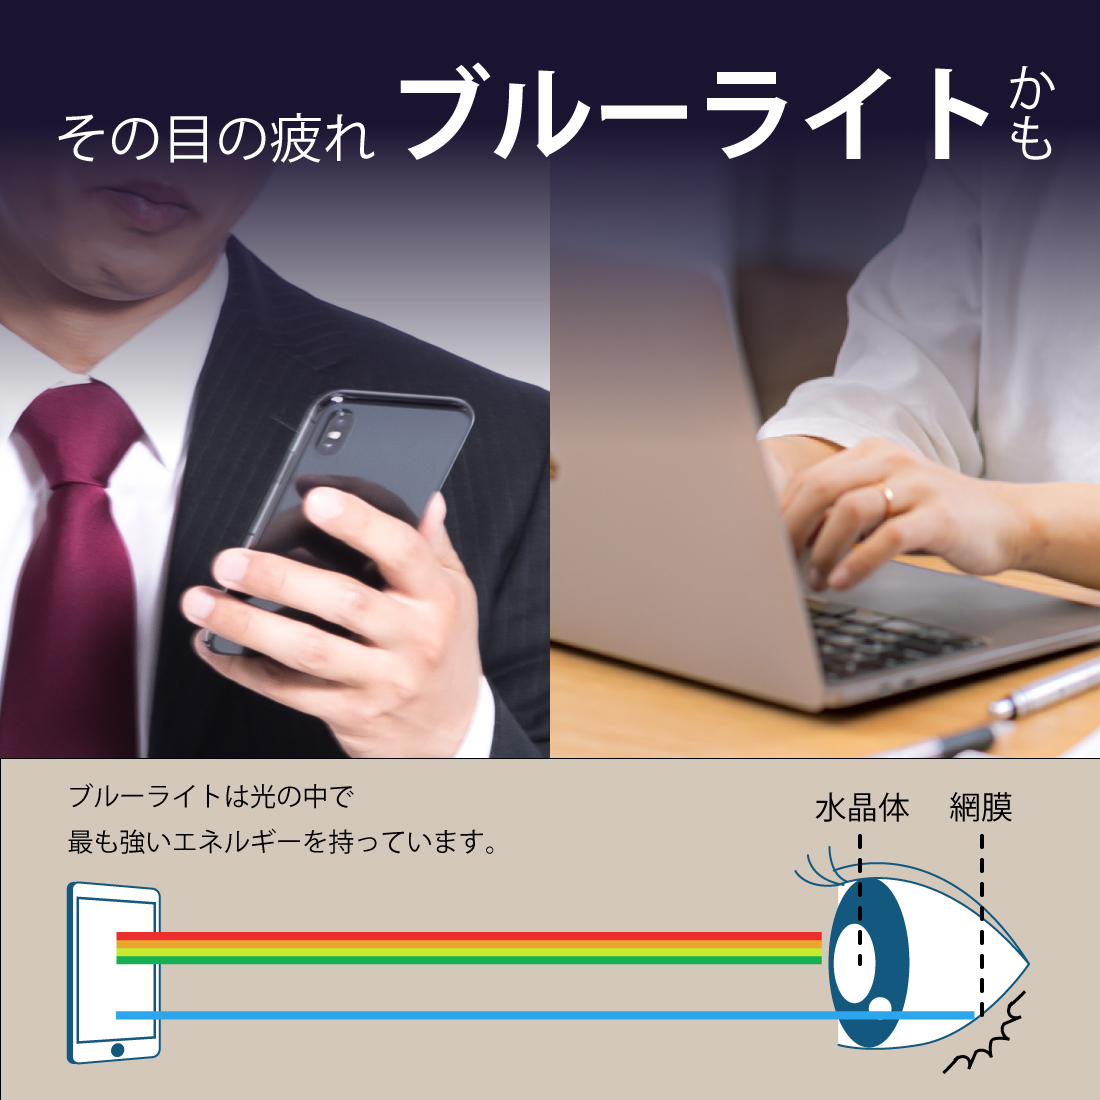 その目の疲れ ブルーライトかも
ブルーライトは光の中で
最も強いエネルギーを持っています。
水晶体 網膜